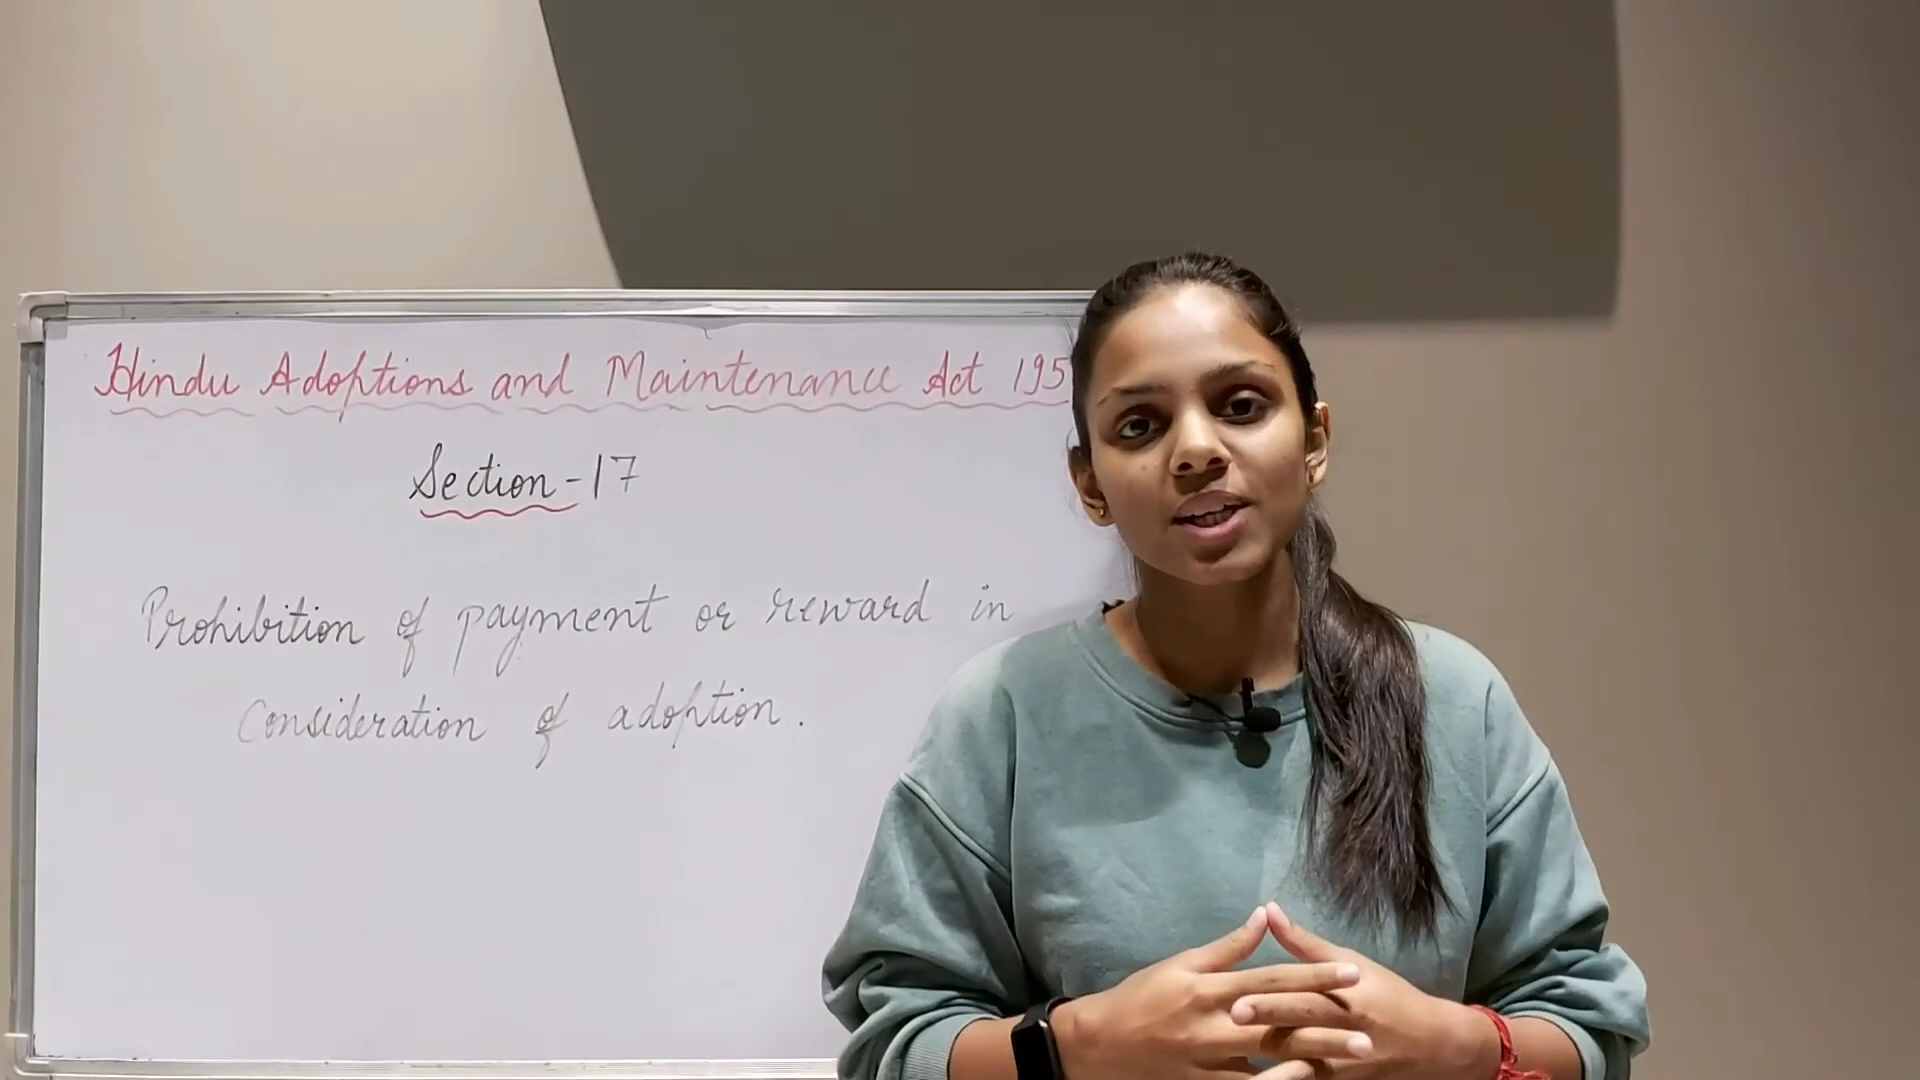 Hindu Adoptions and Maintenance Act 195
Section-17
Prohibition of payment or reward in
consideration of adoption.